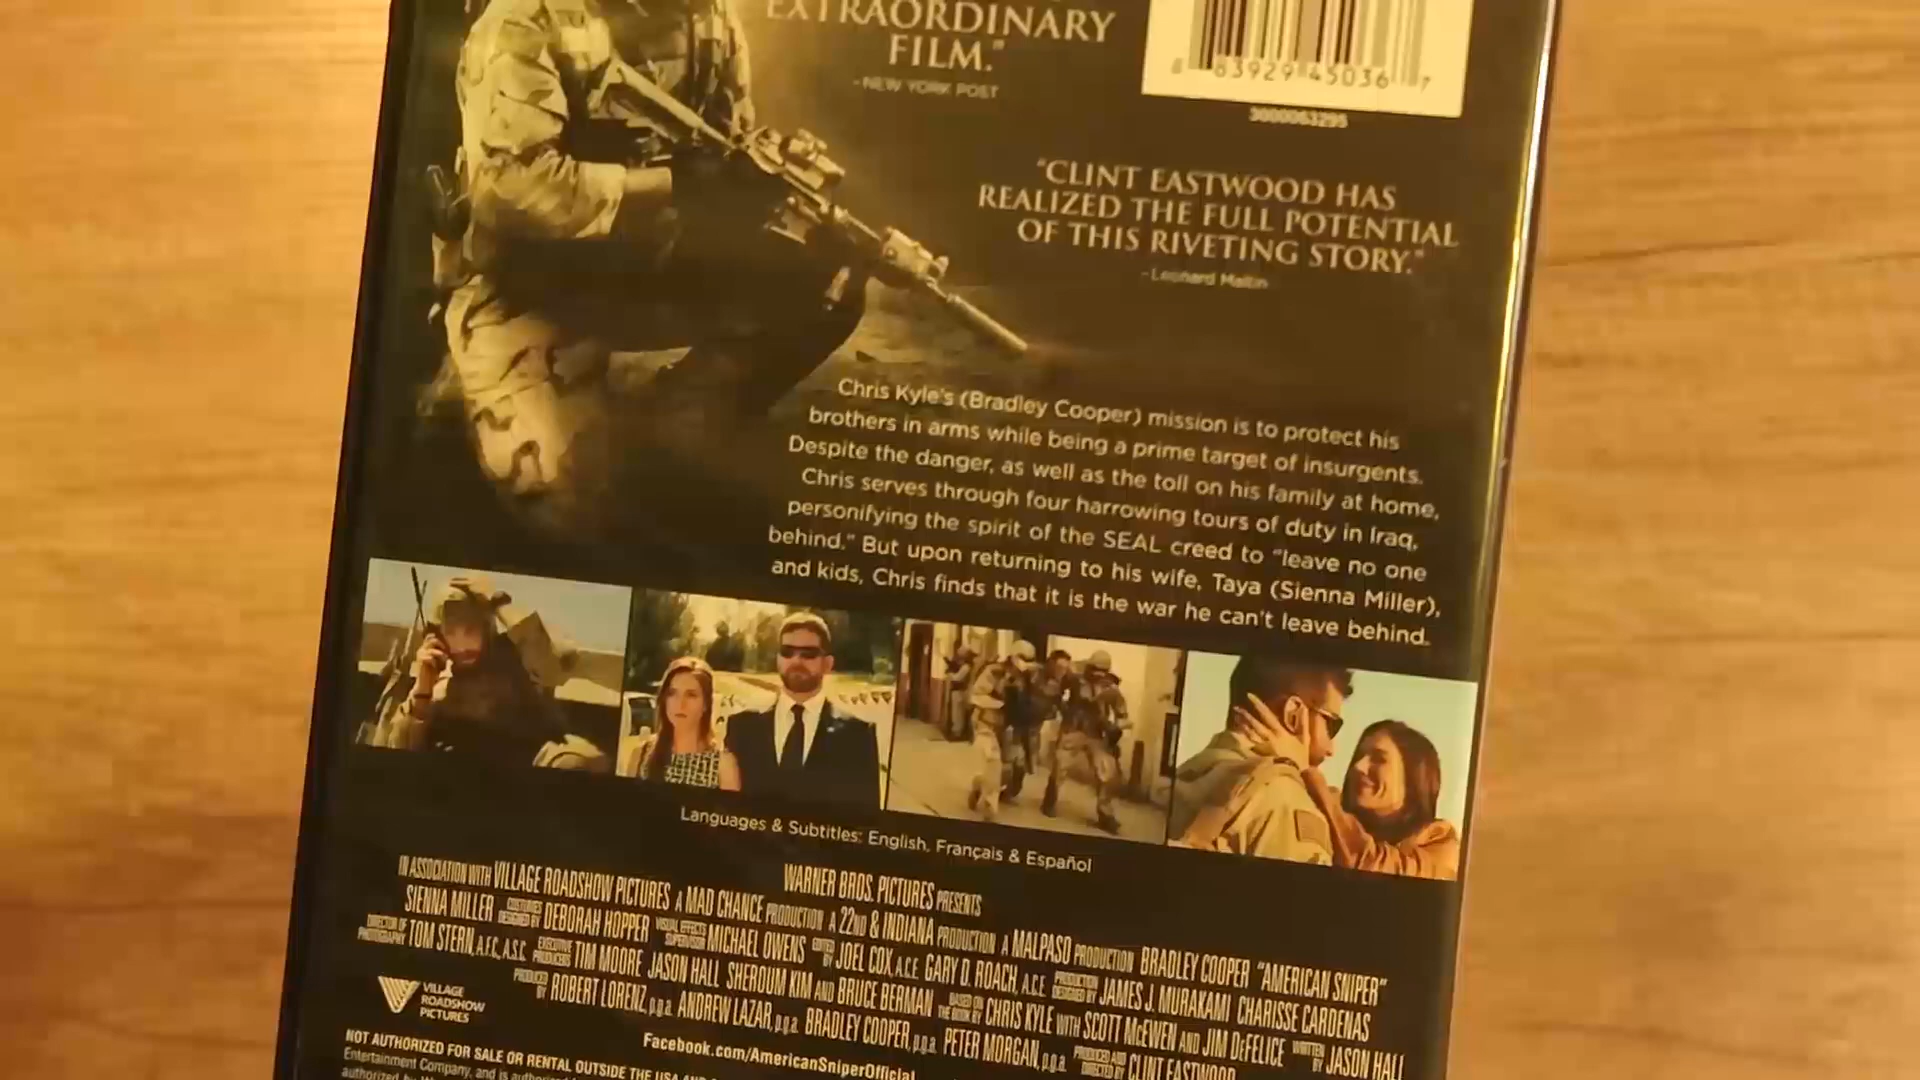 EXTRAORDINARY
FILM."
- NEW YORK POST
8 83929 45036 7
3000063295
"CLINT EASTWOOD HAS
REALIZED THE FULL POTENTIAL
OF THIS RIVETING STORY."
- Leonard Maltin
Chris Kyle's (Bradley Cooper) mission is to protect his
brothers in arms while being a prime target of insurgents.
Despite the danger, as well as the toll on his family at home,
Chris serves through four harrowing tours of duty in Iraq,
personifying the spirit of the SEAL creed to "leave no one
behind." But upon returning to his wife, Taya (Sienna Miller),
and kids, Chris finds that it is the war he can't leave behind.
Languages & Subtitles: English, Français & Español
WARNER BROS. PICTURES PRESENTS
IN ASSOCIATION WITH VILLAGE ROADSHOW PICTURES A MAD CHANCE PRODUCTION A 22ND & INDIANA PRODUCTION A MALPASO PRODUCTION BRADLEY COOPER "AMERICAN SNIPER"
SIENNA MILLER COSTUMES DESIGNED BY DEBORAH HOPPER VISUAL EFFECTS SUPERVISOR MICHAEL OWENS EDITED BY JOEL COX, A.C.E. GARY D. ROACH, A.C.E. PRODUCTION DESIGNED BY JAMES J. MURAKAMI CHARISSE CARDENAS
DIRECTOR OF PHOTOGRAPHY TOM STERN, A.F.C., A.S.C. EXECUTIVE PRODUCERS TIM MOORE JASON HALL SHEROUM KIM AND BRUCE BERMAN BASED ON THE BOOK BY CHRIS KYLE WITH SCOTT McEWEN AND JIM DeFELICE WRITTEN BY JASON HALL
PRODUCED BY ROBERT LORENZ, p.g.a. ANDREW LAZAR, p.g.a. BRADLEY COOPER, p.g.a. PETER MORGAN, p.g.a. PRODUCED AND DIRECTED BY CLINT EASTWOOD
VILLAGE
ROADSHOW
PICTURES
Facebook.com/AmericanSniperOfficial
NOT AUTHORIZED FOR SALE OR RENTAL OUTSIDE THE USA AND
Entertainment Company, and is
authorized